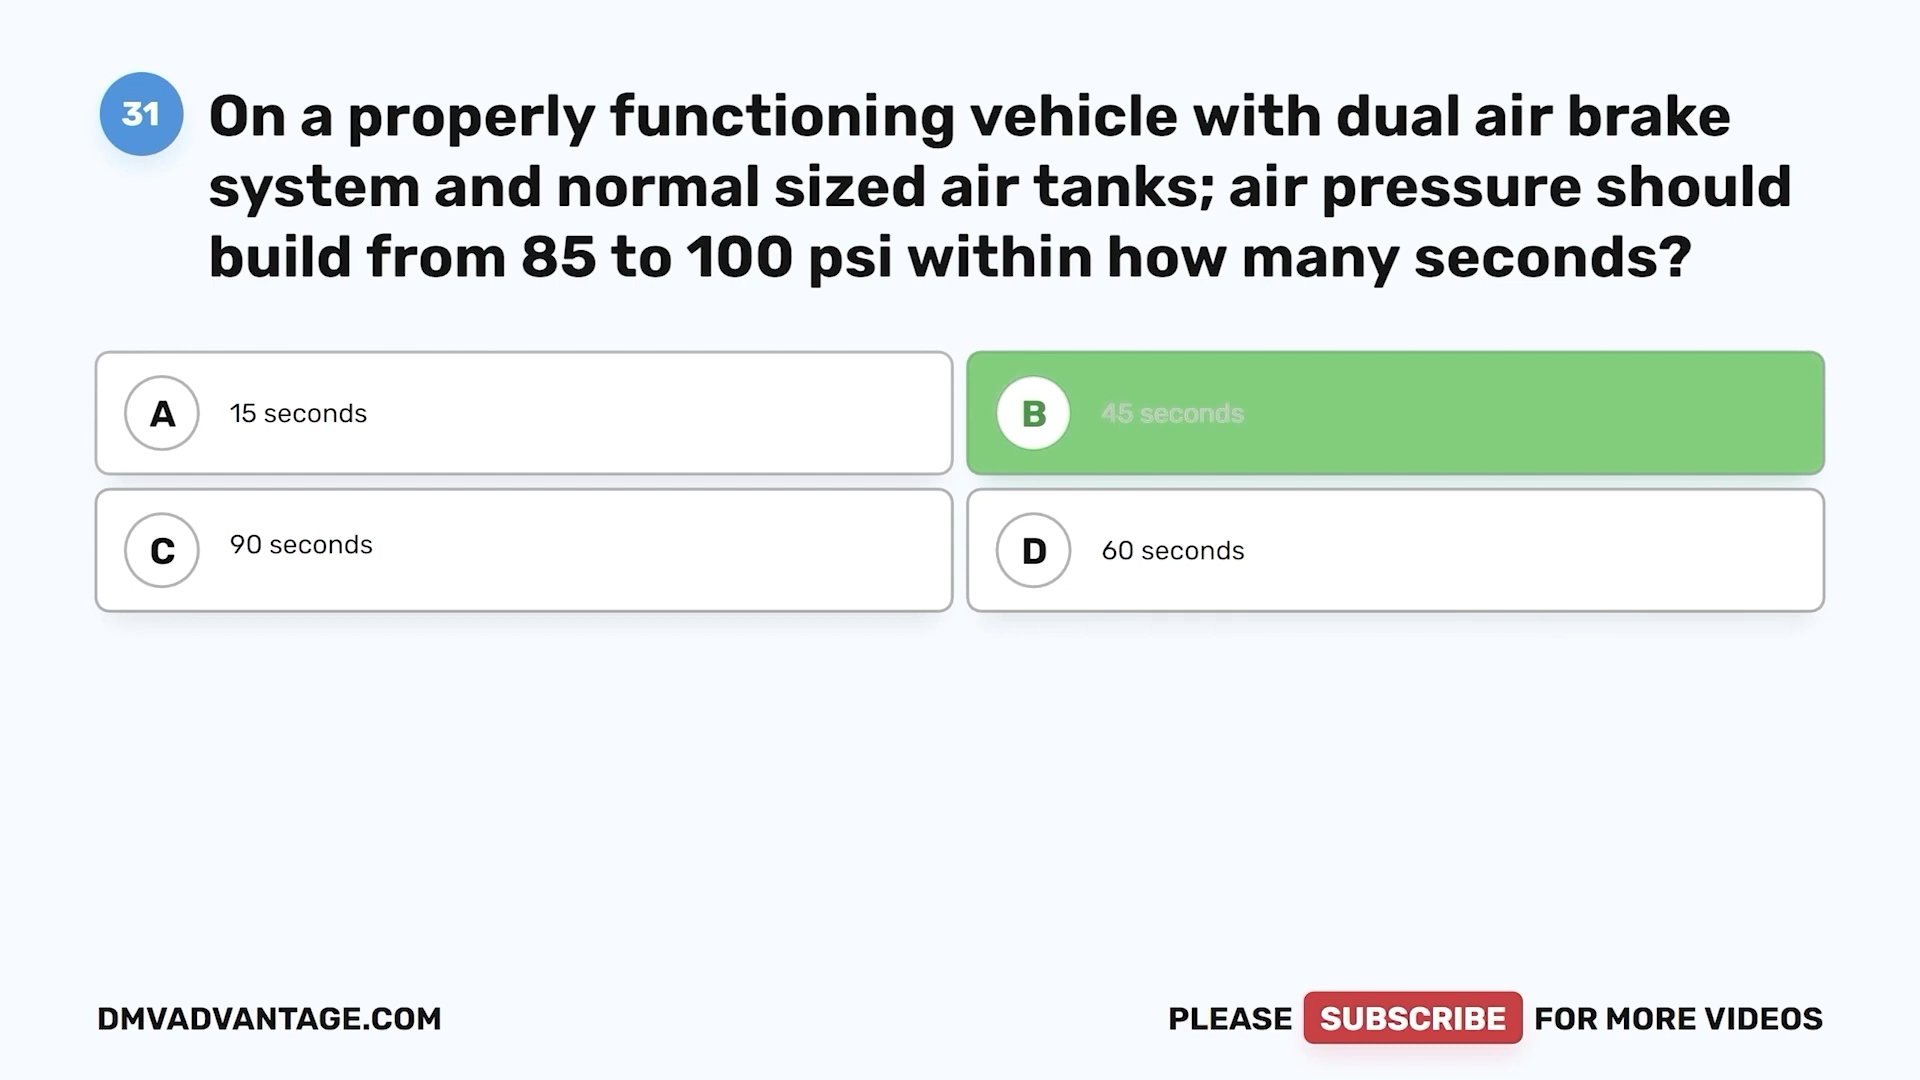 31
On a properly functioning vehicle with dual air brake
system and normal sized air tanks; air pressure should
build from 85 to 100 psi within how many seconds?
A 15 seconds
B 45 seconds
C 90 seconds
D 60 seconds
DMVADVANTAGE.COM
PLEASE SUBSCRIBE FOR MORE VIDEOS